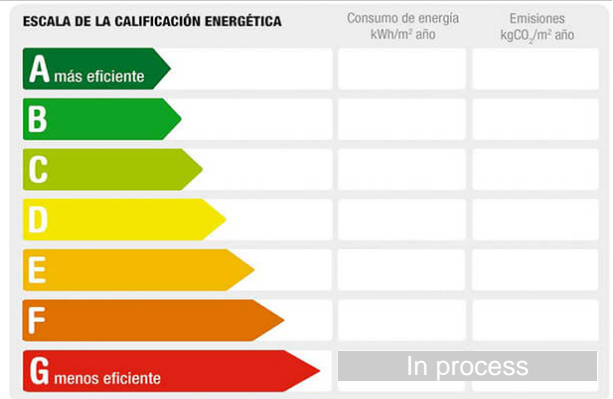 ESCALA DE LA CALIFICACIÓN ENERGÉTICA
Consumo de energía
kWh/m² año
Emisiones
kgCO₂/m² año
A más eficiente
B
C
D
E
F
G menos eficiente
In process